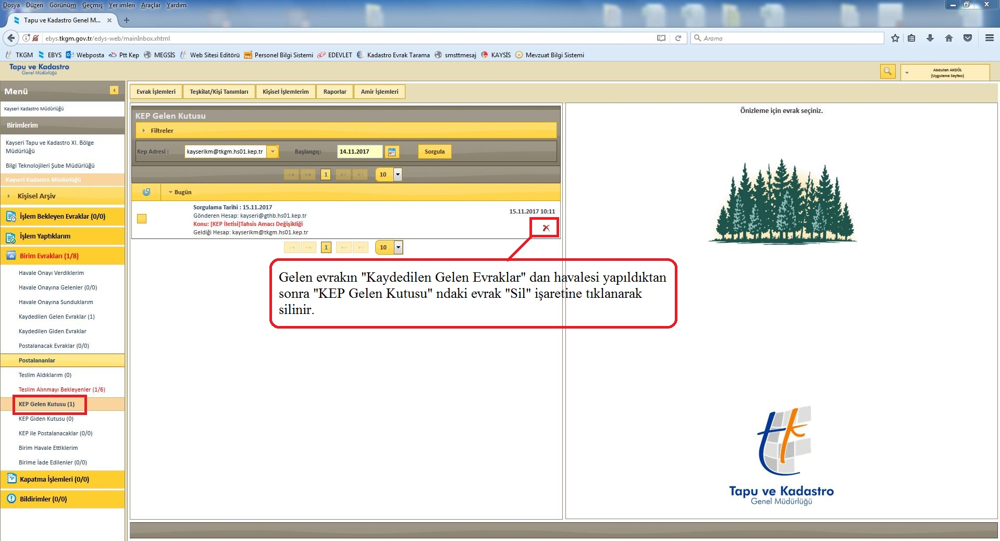 Dosya Düzen Görünüm Geçmiş Yer imleri Araçlar Yardım
Tapu ve Kadastro Genel M...
ebys.tkgm.gov.tr/edys-web/mainInbox.xhtml
Arama
TKGM EBYS Webposta Ptt Kep MEGSİS Web Sitesi Editörü Personel Bilgi Sistemi EDEVLET Kadastro Evrak Tarama smsttmesaj KAYSİS Mevzuat Bilgi Sistemi
Tapu ve Kadastro
Genel Müdürlüğü
Abdullah AKDÖL
(Uygulama Sayfası)
Menü
Kayseri Kadastro Müdürlüğü
Birimlerim
Kayseri Tapu ve Kadastro XI. Bölge
Müdürlüğü
Bilgi Teknolojileri Şube Müdürlüğü
Kayseri Kadastro Müdürlüğü
Kişisel Arşiv
İşlem Bekleyen Evraklar (0/0)
İşlem Yaptıklarım
Birim Evrakları (1/8)
Havale Onayı Verdiklerim
Havale Onayına Gelenler (0/0)
Havale Onayına Sunduklarım
Kaydedilen Gelen Evraklar (1)
Kaydedilen Giden Evraklar
Postalanacak Evraklar (0/0)
Postalananlar
Teslim Aldıklarım (0)
Teslim Alınmayı Bekleyenler (1/6)
KEP Gelen Kutusu (1)
KEP Giden Kutusu (0)
KEP ile Postalanacaklar (0/0)
Birim Havale Ettiklerim
Birime İade Edilenler (0/0)
Kapatma İşlemleri (0/0)
Bildirimler (0/0)
Evrak İşlemleri Teşkilat/Kişi Tanımları Kişisel İşlemlerim Raporlar Amir İşlemleri
KEP Gelen Kutusu
Filtreler
Kep Adresi : kayserikm@tkgm.hs01.kep.tr Başlangıç: 14.11.2017 Sorgula
1 10
Bugün
Sorgulama Tarihi : 15.11.2017
Gönderen Hesap: kayseri@gthb.hs01.kep.tr
Konu: [KEP İletisi]Tahsis Amacı Değişikliği
Geldiği Hesap: kayserikm@tkgm.hs01.kep.tr
15.11.2017 10:11
1 10
Gelen evrakın "Kaydedilen Gelen Evraklar" dan havalesi yapıldıktan
sonra "KEP Gelen Kutusu" ndaki evrak "Sil" işaretine tıklanarak
silinir.
Önizleme için evrak seçiniz.
Tapu ve Kadastro
Genel Müdürlüğü